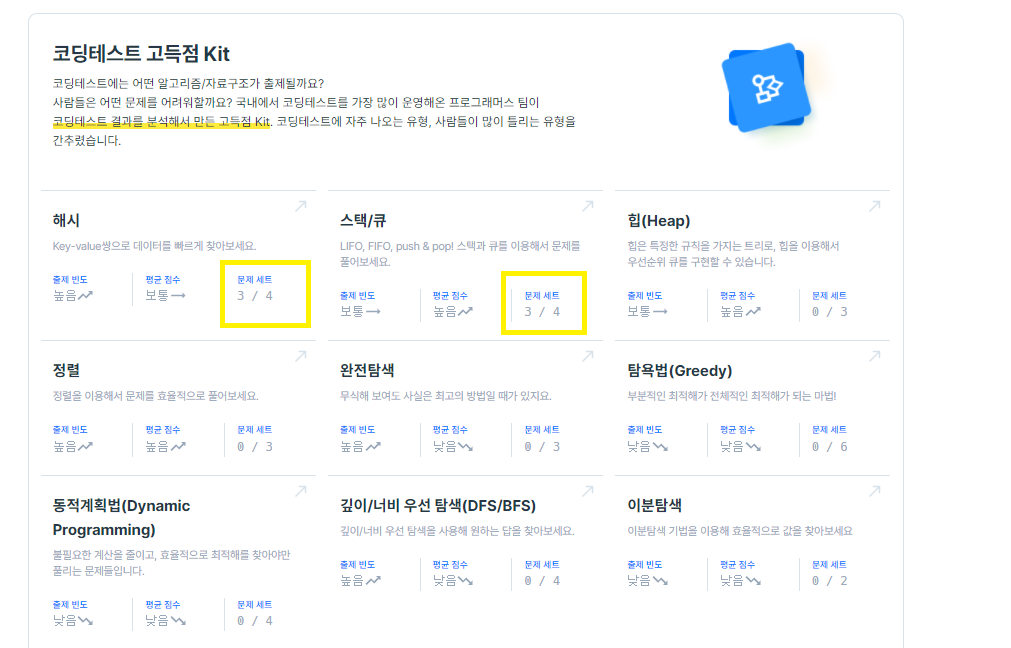 코딩테스트 고득점 Kit
코딩테스트에는 어떤 알고리즘/자료구조가 출제될까요?
사람들은 어떤 문제를 어려워할까요? 국내에서 코딩테스트를 가장 많이 운영해온 프로그래머스 팀이
코딩테스트 결과를 분석해서 만든 고득점 Kit. 코딩테스트에 자주 나오는 유형, 사람들이 많이 틀리는 유형을
간추렸습니다.
해시
Key-value쌍으로 데이터를 빠르게 찾아보세요.
출제 빈도 평균 점수 문제 세트
높음 보통 3 / 4
스택/큐
LIFO, FIFO, push & pop! 스택과 큐를 이용해서 문제를
풀어보세요.
출제 빈도 평균 점수 문제 세트
보통 높음 3 / 4
힙(Heap)
힙은 특정한 규칙을 가지는 트리로, 힙을 이용해서
우선순위 큐를 구현할 수 있습니다.
출제 빈도 평균 점수 문제 세트
보통 높음 0 / 3
정렬
정렬을 이용해서 문제를 효율적으로 풀어보세요.
출제 빈도 평균 점수 문제 세트
높음 높음 0 / 3
완전탐색
무식해 보여도 사실은 최고의 방법일 때가 있지요.
출제 빈도 평균 점수 문제 세트
높음 낮음 0 / 3
탐욕법(Greedy)
부분적인 최적해가 전체적인 최적해가 되는 마법!
출제 빈도 평균 점수 문제 세트
낮음 낮음 0 / 6
동적계획법(Dynamic
Programming)
불필요한 계산을 줄이고, 효율적으로 최적해를 찾아야만
풀리는 문제들입니다.
출제 빈도 평균 점수 문제 세트
낮음 낮음 0 / 4
깊이/너비 우선 탐색(DFS/BFS)
깊이/너비 우선 탐색을 사용해 원하는 답을 찾아보세요.
출제 빈도 평균 점수 문제 세트
높음 낮음 0 / 4
이분탐색
이분탐색 기법을 이용해 효율적으로 값을 찾아보세요
출제 빈도 평균 점수 문제 세트
낮음 낮음 0 / 2